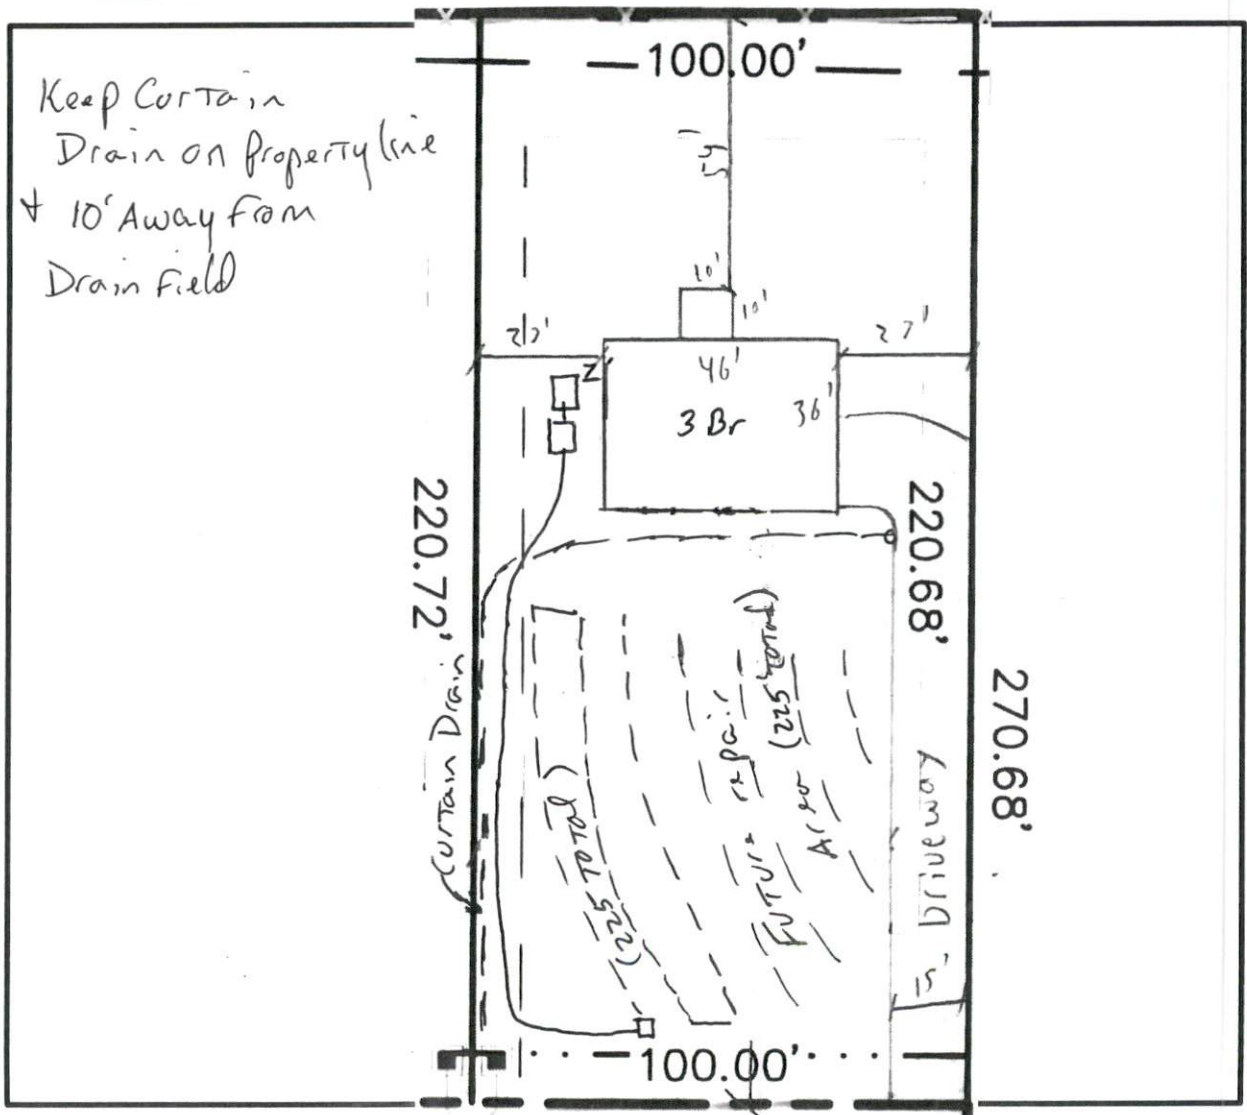 Keep Curtain
Drain on Property line
+ 10' Away From
Drain Field
100.00'
54'
10'
10'
27'
27'
46'
36'
3 Br
220.72'
220.68'
270.68'
Curtain Drain
(225 Total)
Future repair
Area (225' Total)
15' Driveway
100.00'